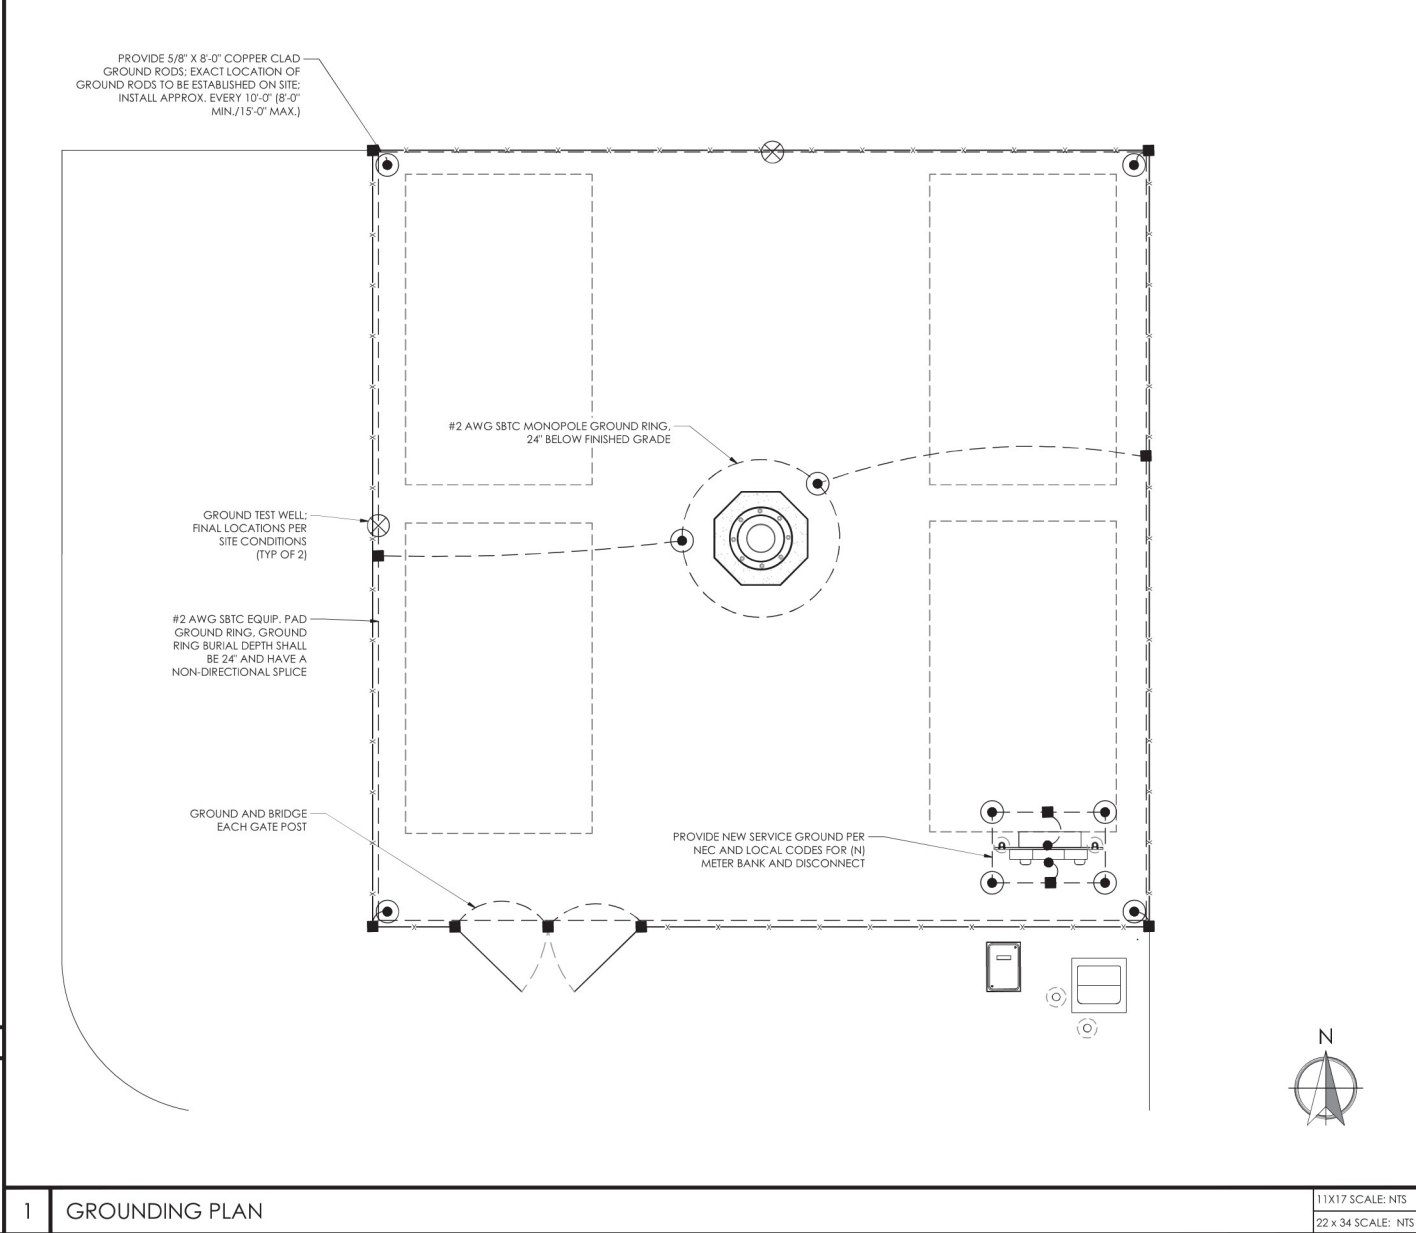 PROVIDE 5/8" X 8'-0" COPPER CLAD
GROUND RODS; EXACT LOCATION OF
GROUND RODS TO BE ESTABLISHED ON SITE;
INSTALL APPROX. EVERY 10'-0" (8'-0"
MIN./15'-0" MAX.)
#2 AWG SBTC MONOPOLE GROUND RING,
24" BELOW FINISHED GRADE
GROUND TEST WELL;
FINAL LOCATIONS PER
SITE CONDITIONS
(TYP OF 2)
#2 AWG SBTC EQUIP. PAD
GROUND RING, GROUND
RING BURIAL DEPTH SHALL
BE 24" AND HAVE A
NON-DIRECTIONAL SPLICE
GROUND AND BRIDGE
EACH GATE POST
PROVIDE NEW SERVICE GROUND PER
NEC AND LOCAL CODES FOR (N)
METER BANK AND DISCONNECT
N
1 GROUNDING PLAN
11X17 SCALE: NTS
22 x 34 SCALE: NTS